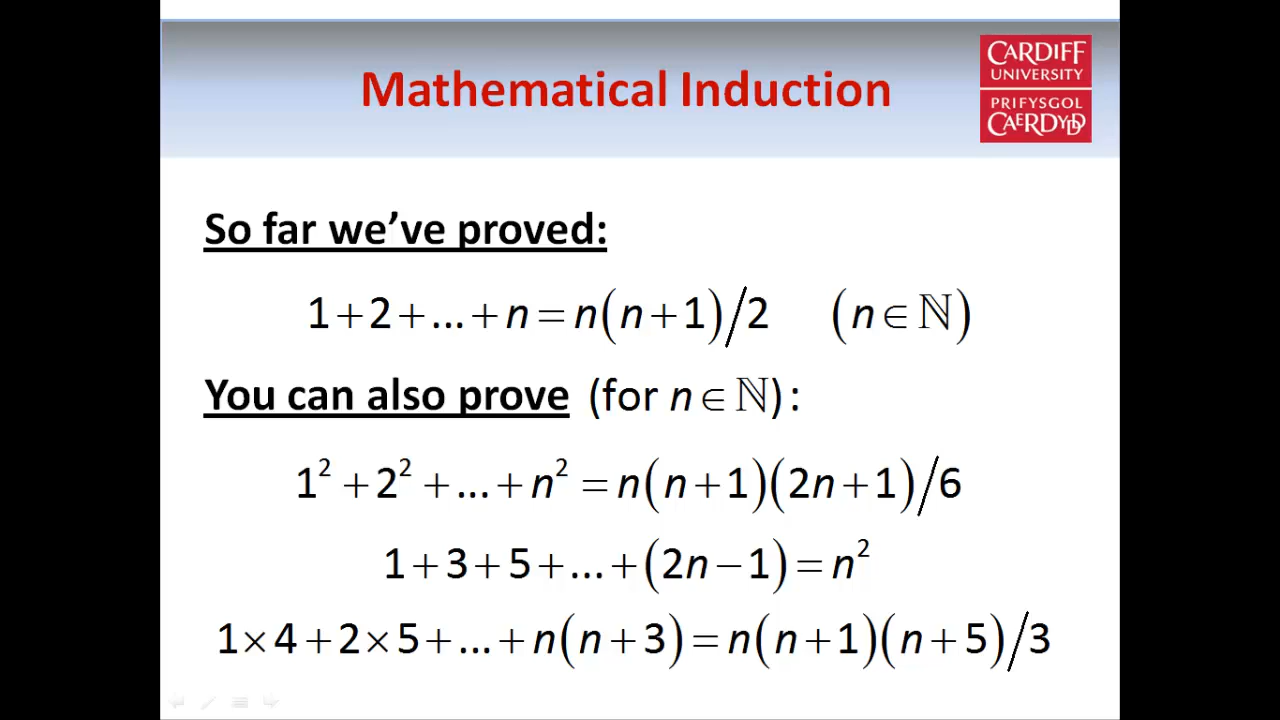 Mathematical Induction
CARDIFF
UNIVERSITY
PRIFYSGOL
CAERDYDD
So far we've proved:
1+2+...+n=n(n+1)/2 (n∈ℕ)
You can also prove (for n∈ℕ):
1²+2²+...+n²=n(n+1)(2n+1)/6
1+3+5+...+(2n−1)=n²
1×4+2×5+...+n(n+3)=n(n+1)(n+5)/3